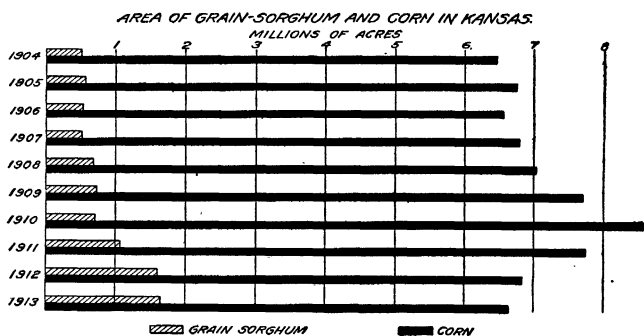 AREA OF GRAIN-SORGHUM AND CORN IN KANSAS.
MILLIONS OF ACRES
1 2 3 4 5 6 7 8
1904
1805
1906
1907
1908
1909
1910
1911
1912
1913
GRAIN SORGHUM CORN